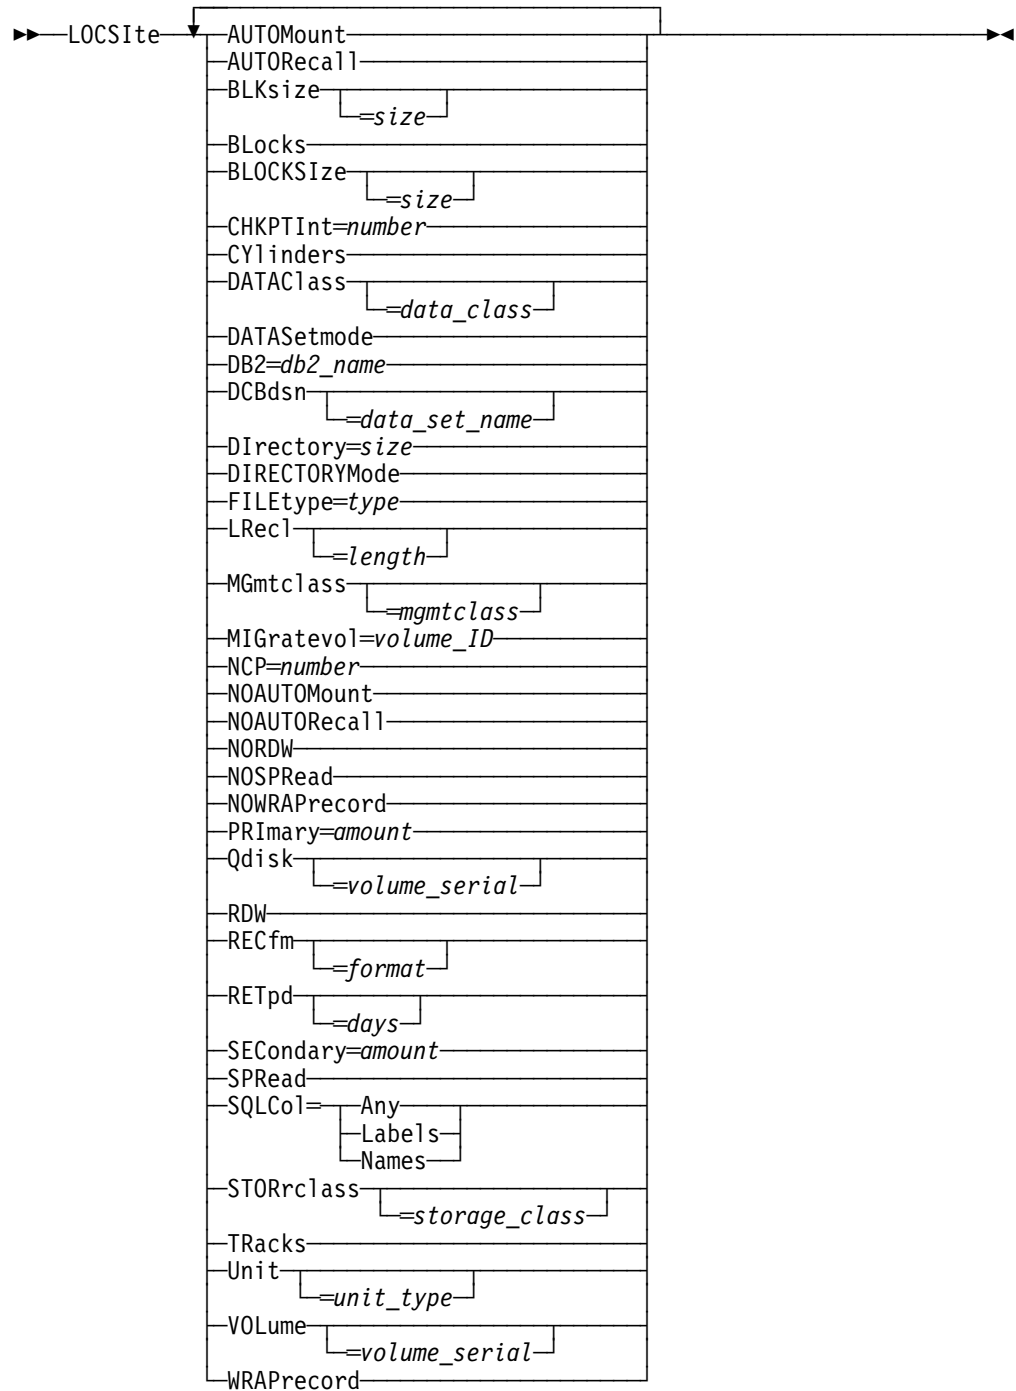 LOCSIte AUTOMount
AUTORecall
BLKsize
=size
BLocks
BLOCKSIze
=size
CHKPTInt=number
CYlinders
DATAClass
=data_class
DATASetmode
DB2=db2_name
DCBdsn
=data_set_name
DIrectory=size
DIRECTORYMode
FILEtype=type
LRecl
=length
MGmtclass
=mgmtclass
MIGratevol=volume_ID
NCP=number
NOAUTOMount
NOAUTORecall
NORDW
NOSPRead
NOWRAPrecord
PRImary=amount
Qdisk
=volume_serial
RDW
RECfm
=format
RETpd
=days
SECondary=amount
SPRead
SQLCol= Any
Labels
Names
STORrclass
=storage_class
TRacks
Unit
=unit_type
VOLume
=volume_serial
WRAPrecord